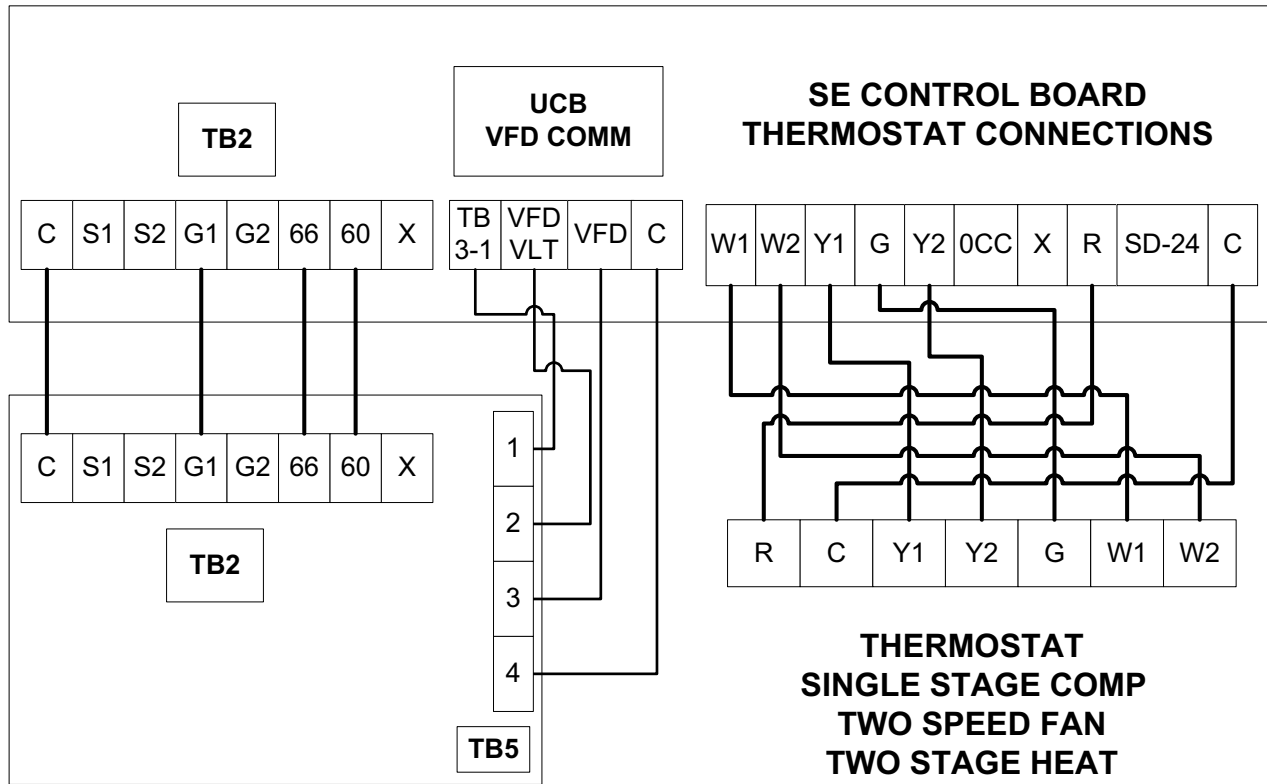 TB2
UCB
VFD COMM
SE CONTROL BOARD
THERMOSTAT CONNECTIONS
C S1 S2 G1 G2 66 60 X
TB
3-1
VFD
VLT
VFD
C
W1 W2 Y1 G Y2 0CC X R SD-24 C
C S1 S2 G1 G2 66 60 X
TB2
1
2
3
4
TB5
R C Y1 Y2 G W1 W2
THERMOSTAT
SINGLE STAGE COMP
TWO SPEED FAN
TWO STAGE HEAT